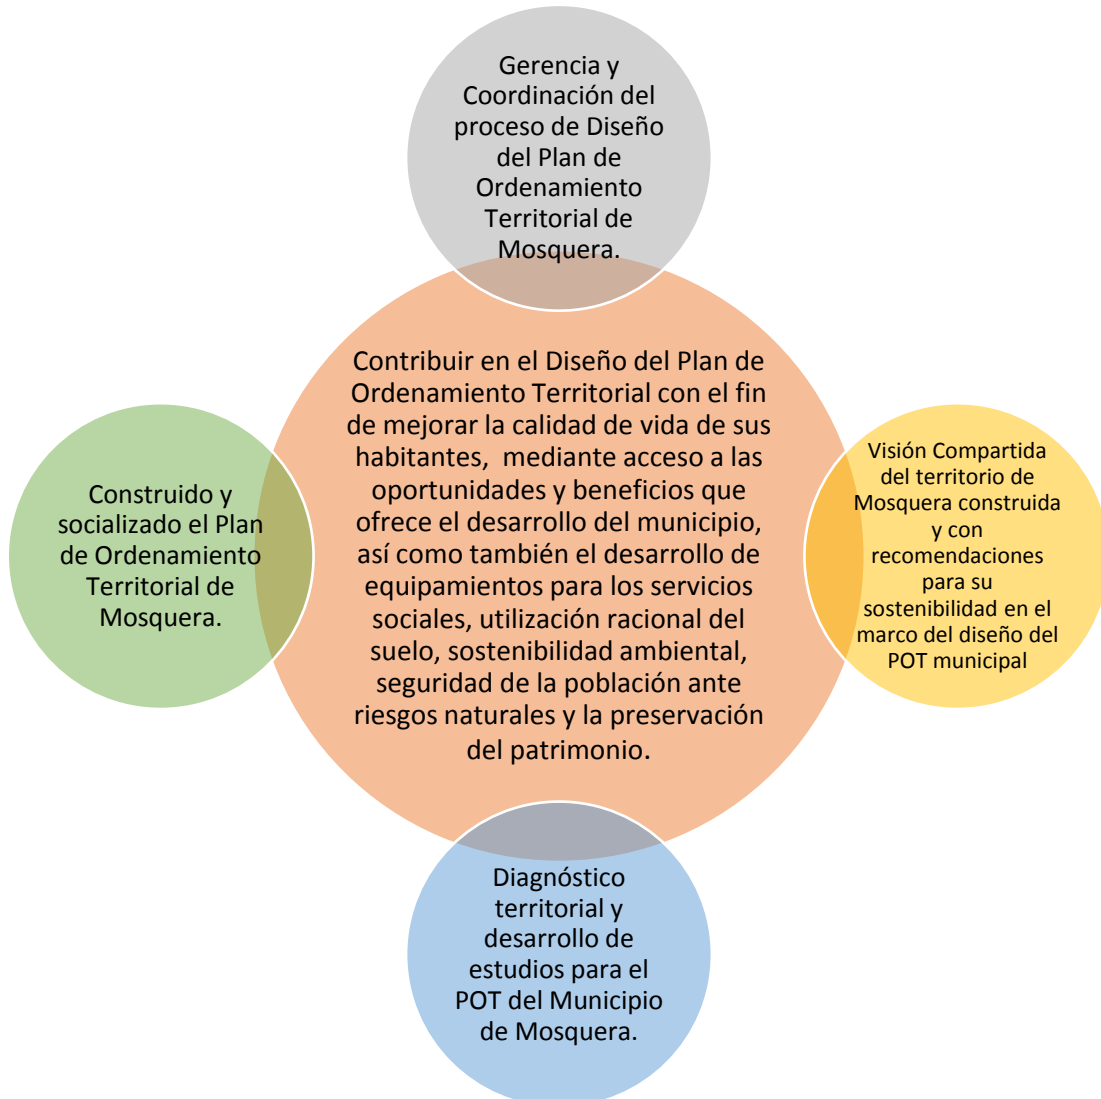 Gerencia y
Coordinación del
proceso de Diseño
del Plan de
Ordenamiento
Territorial de
Mosquera.
Contribuir en el Diseño del Plan de
Ordenamiento Territorial con el fin
de mejorar la calidad de vida de sus
habitantes,  mediante acceso a las
oportunidades y beneficios que
ofrece el desarrollo del municipio,
así como también el desarrollo de
equipamientos para los servicios
sociales, utilización racional del
suelo, sostenibilidad ambiental,
seguridad de la población ante
riesgos naturales y la preservación
del patrimonio.
Visión Compartida
del territorio de
Mosquera construida
y con
recomendaciones
para su
sostenibilidad en el
marco del diseño del
POT municipal
Diagnóstico
territorial y
desarrollo de
estudios para el
POT del Municipio
de Mosquera.
Construido y
socializado el Plan
de Ordenamiento
Territorial de
Mosquera.